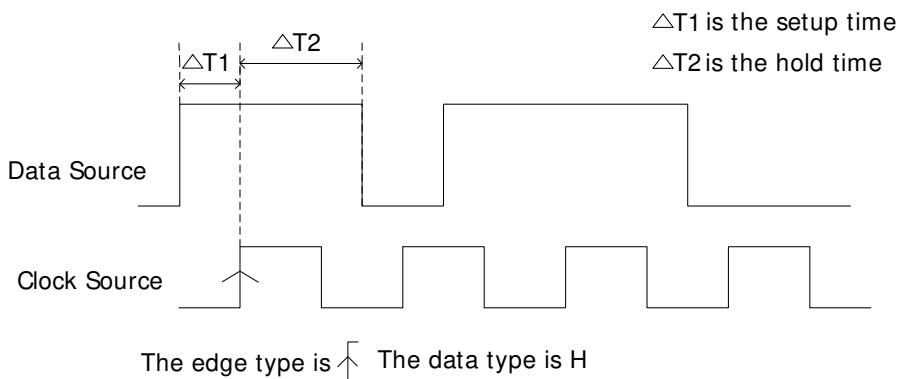 △T1 is the setup time
△T2 is the hold time
△T1
△T2
Data Source
Clock Source
The edge type is The data type is H